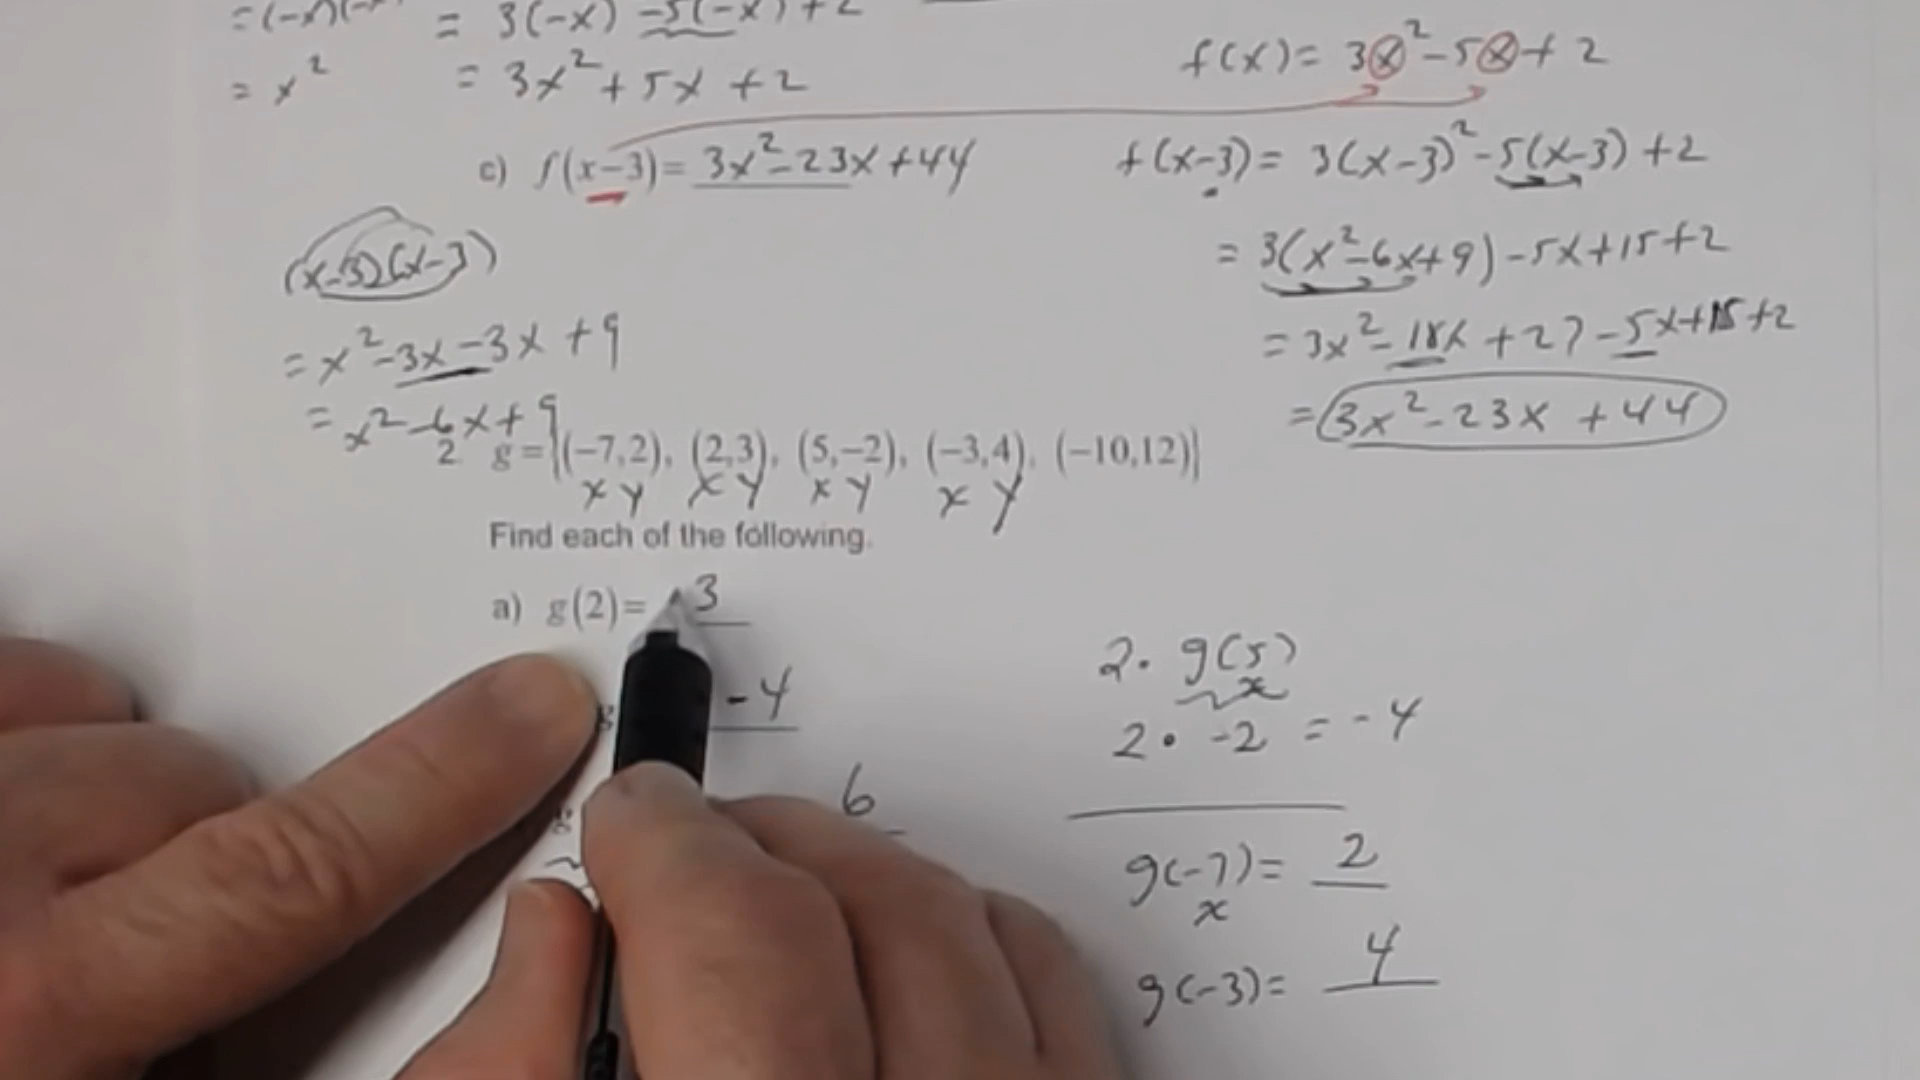 = (-x)(-x) = 3(-x) -5(-x) + 2
= x² = 3x² + 5x + 2
f(x) = 3x² - 5x + 2
c) f(x-3) = 3x² - 23x + 44
f(x-3) = 3(x-3)² - 5(x-3) + 2
(x-3)(x-3)
= 3(x² - 6x + 9) - 5x + 15 + 2
= x² - 3x - 3x + 9
= 3x² - 18x + 27 - 5x + 15 + 2
= x² - 6x + 9
= 3x² - 23x + 44
2 g = {(-7,2), (2,3), (5,-2), (-3,4), (-10,12)}
x y x y x y x y
Find each of the following.
a) g(2) = 3
2 · g(5)
x
g -4
2 · -2 = -4
g 6
g(-7) = 2
x
g(-3) = 4